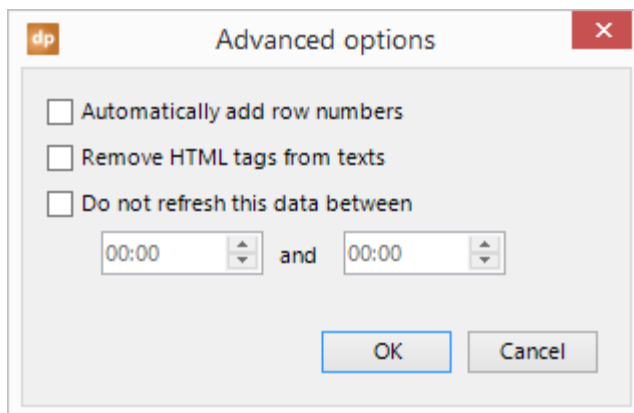 dp
Advanced options
Automatically add row numbers
Remove HTML tags from texts
Do not refresh this data between
00:00 and 00:00
OK Cancel